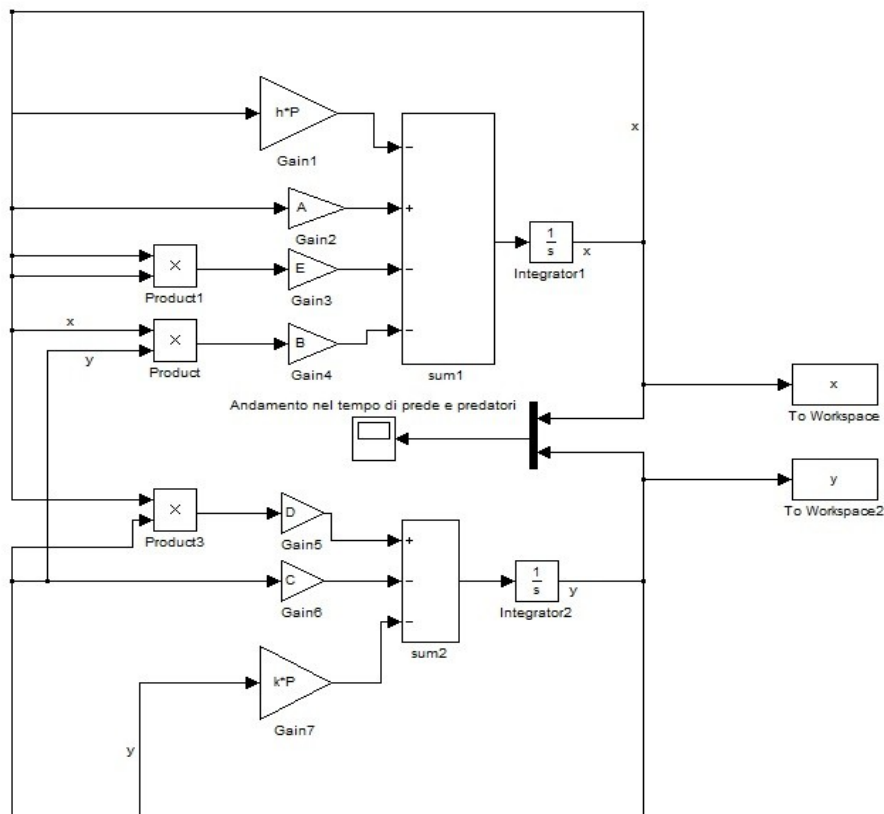 x
h*P
Gain1
-
A
+
Gain2
1
s
x
Integrator1
×
Product1
E
-
Gain3
x
y
×
Product
B
-
Gain4
sum1
x
To Workspace
Andamento nel tempo di prede e predatori
y
To Workspace2
×
Product3
D
Gain5
+
C
-
Gain6
1
s
y
Integrator2
-
sum2
k*P
Gain7
y